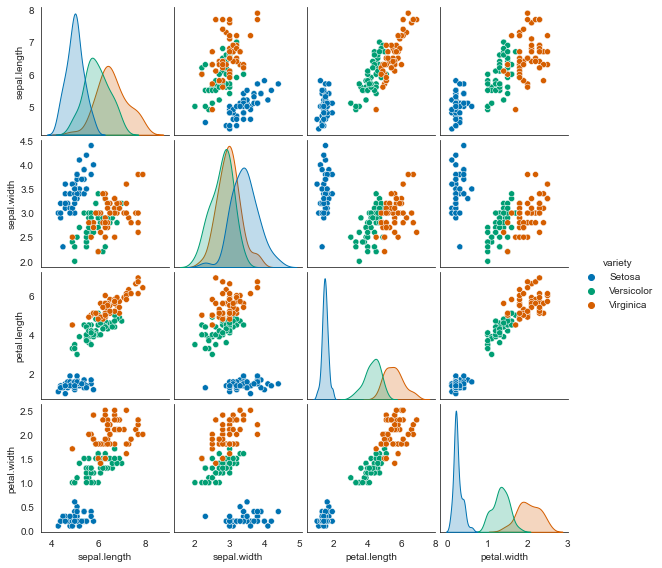 8
7
6
5
sepal.length
4.5
4.0
3.5
3.0
2.5
2.0
sepal.width
6
4
2
petal.length
2.5
2.0
1.5
1.0
0.5
0.0
petal.width
4 6 8
sepal.length
2 3 4 5
sepal.width
2 4 6 8
petal.length
0 1 2 3
petal.width
variety
Setosa
Versicolor
Virginica